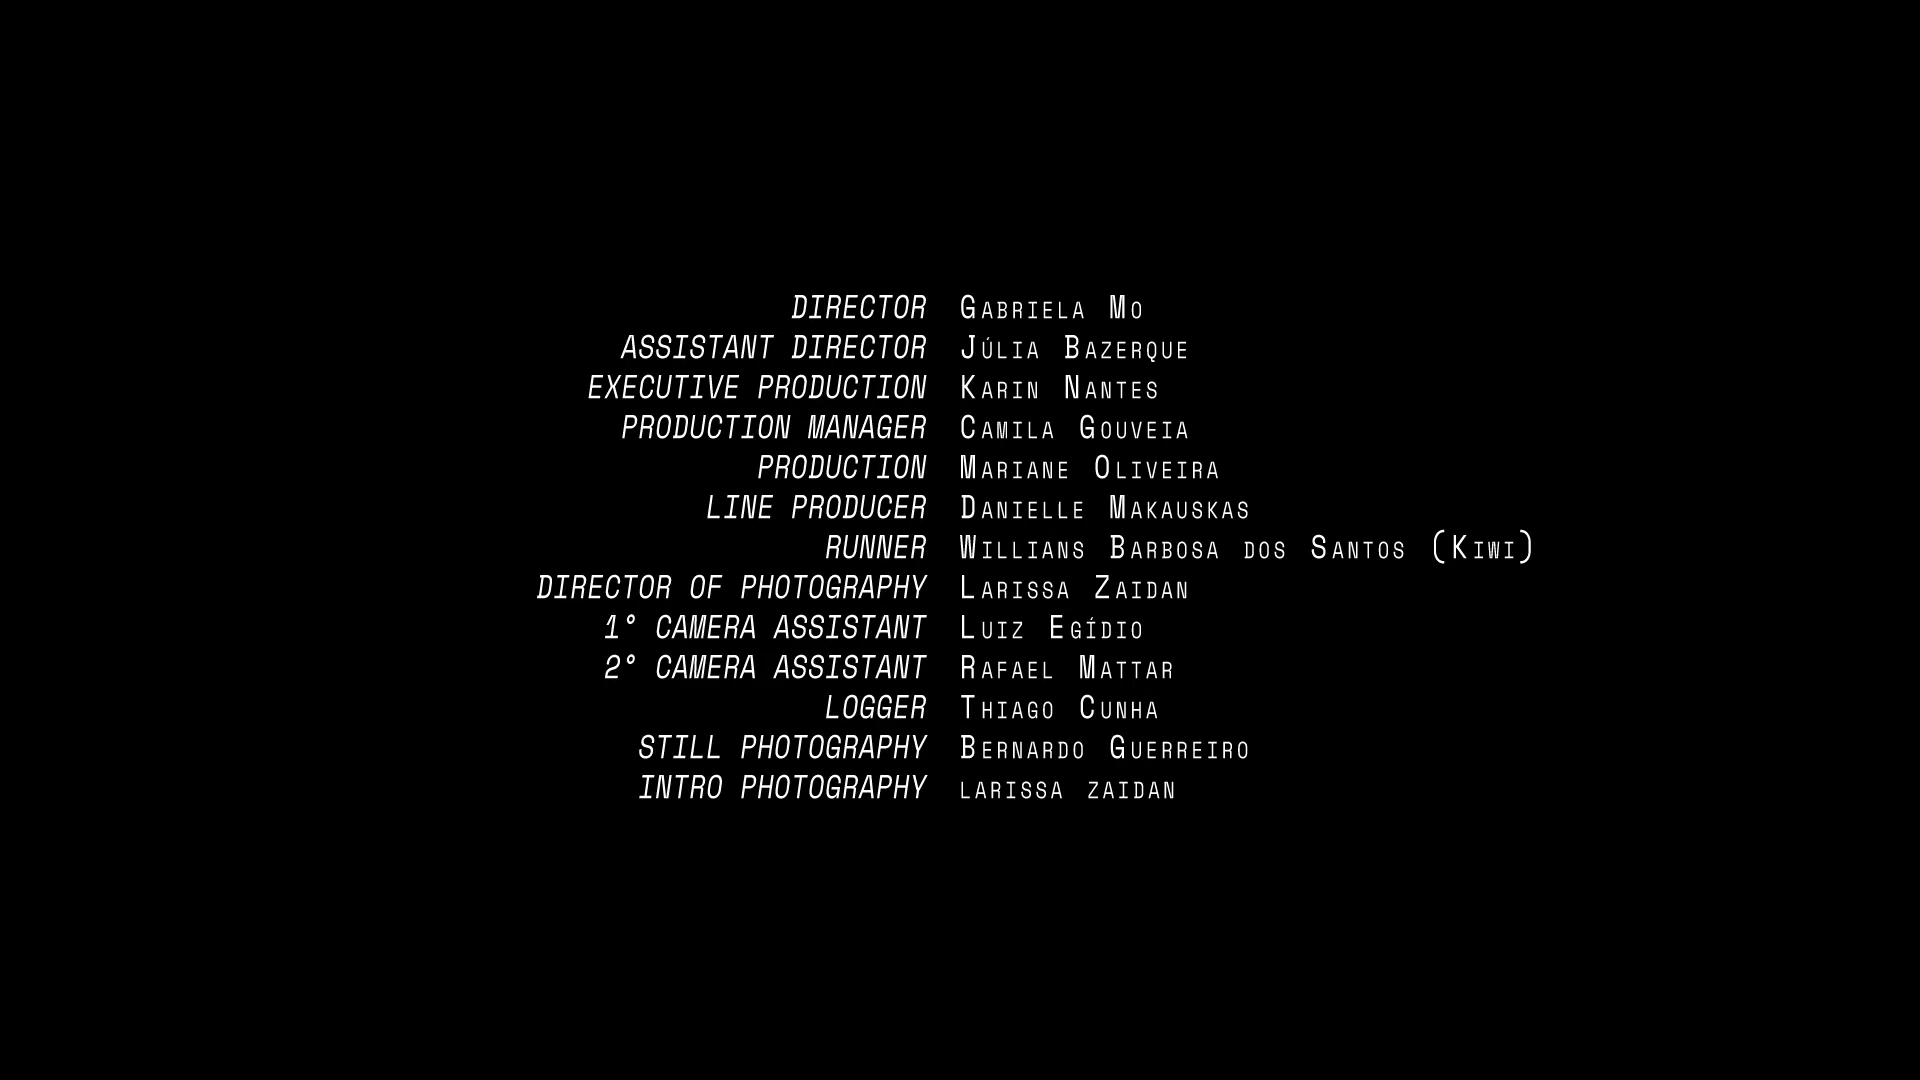 DIRECTOR Gabriela Mo
ASSISTANT DIRECTOR Júlia Bazerque
EXECUTIVE PRODUCTION Karin Nantes
PRODUCTION MANAGER Camila Gouveia
PRODUCTION Mariane Oliveira
LINE PRODUCER Danielle Makauskas
RUNNER Willians Barbosa dos Santos (Kiwi)
DIRECTOR OF PHOTOGRAPHY Larissa Zaidan
1° CAMERA ASSISTANT Luiz Egídio
2° CAMERA ASSISTANT Rafael Mattar
LOGGER Thiago Cunha
STILL PHOTOGRAPHY Bernardo Guerreiro
INTRO PHOTOGRAPHY larissa zaidan